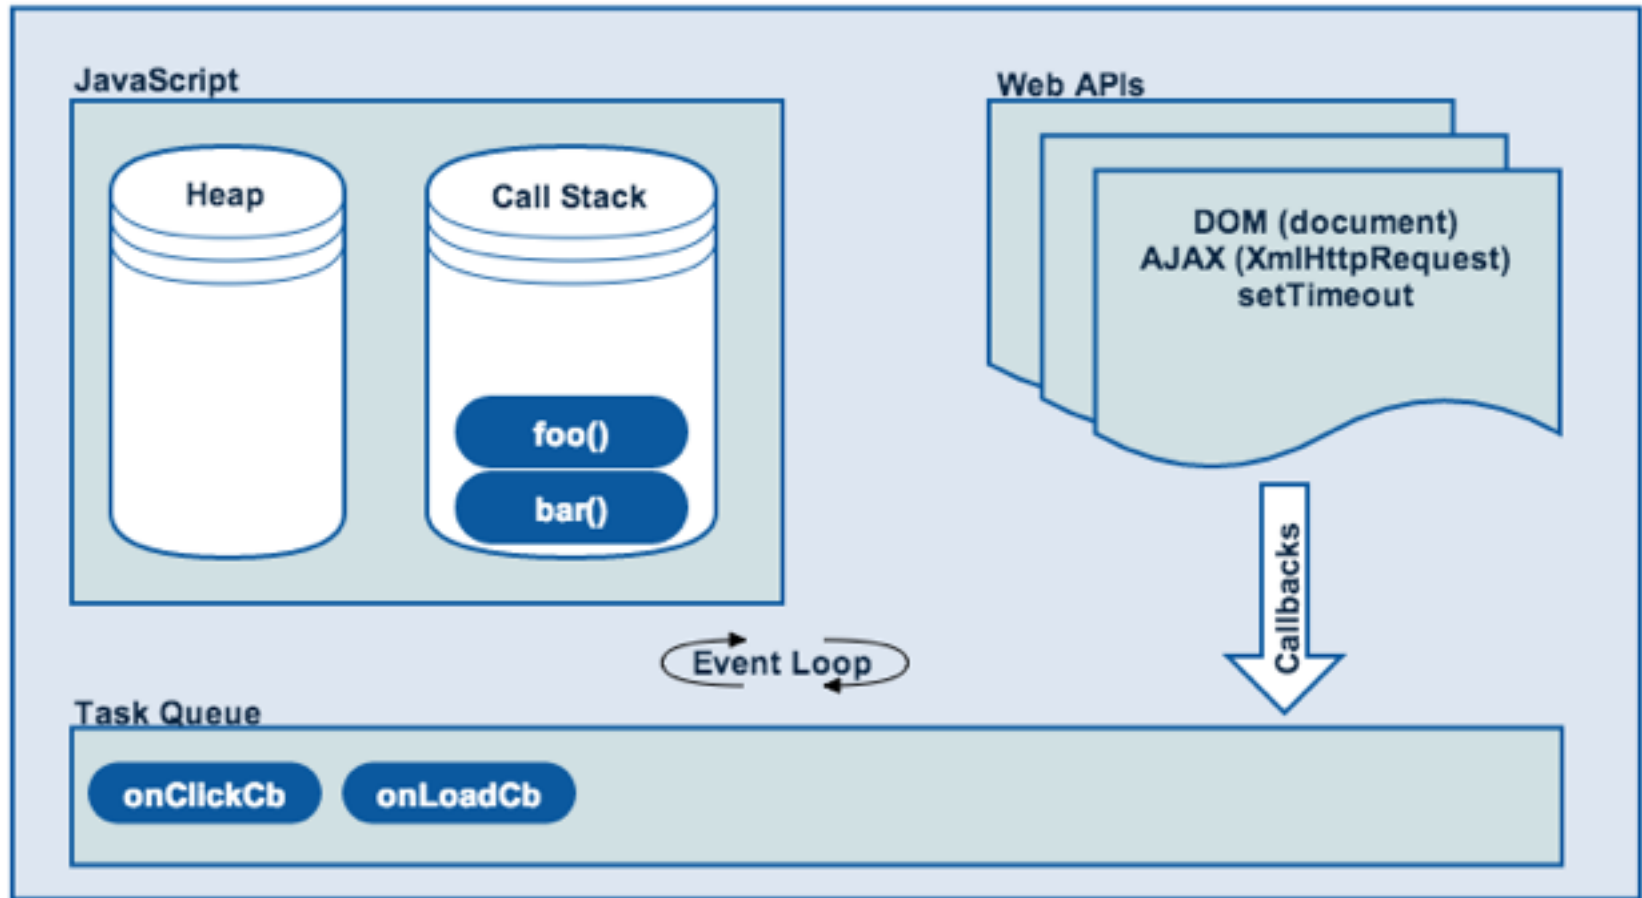 JavaScript
Heap
Call Stack
foo()
bar()
Web APIs
DOM (document)
AJAX (XmlHttpRequest)
setTimeout
Callbacks
Event Loop
Task Queue
onClickCb
onLoadCb